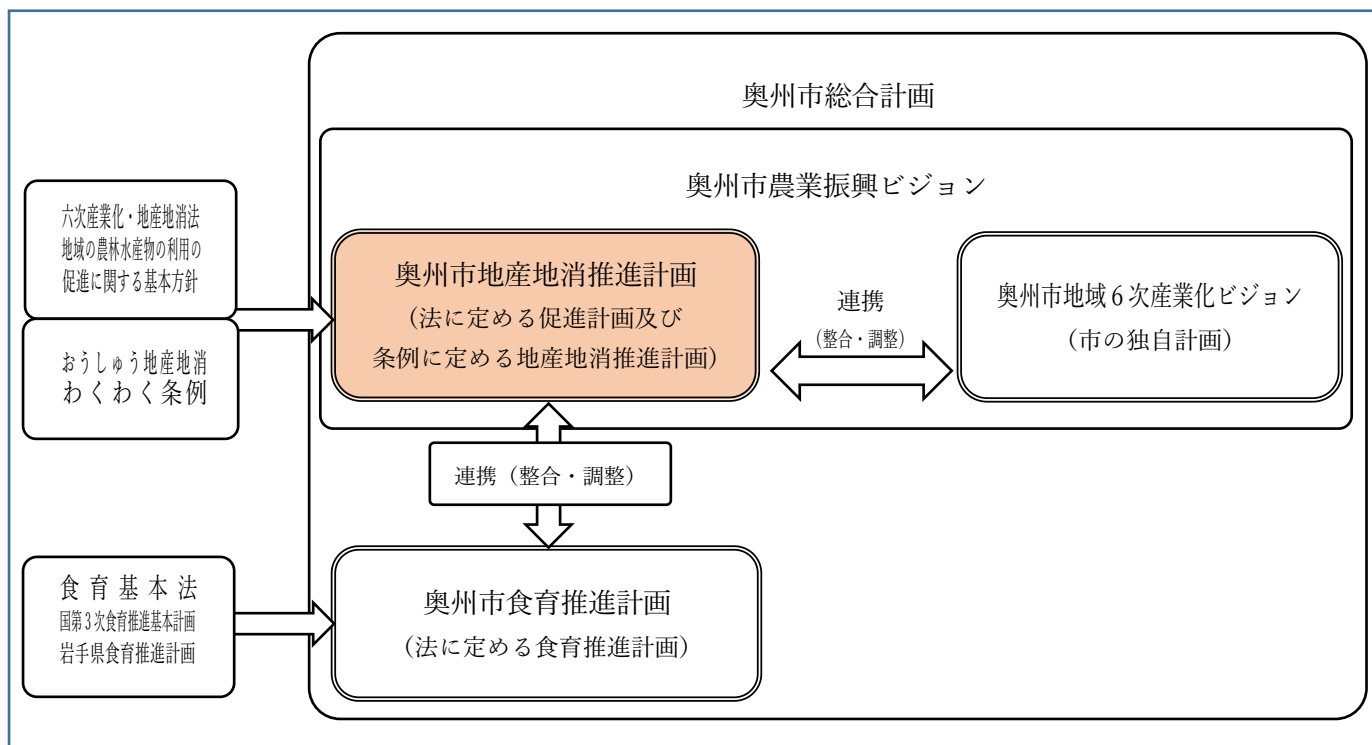 奥州市総合計画
奥州市農業振興ビジョン
六次産業化・地産地消法
地域の農林水産物の利用の
促進に関する基本方針
おうしゅう地産地消
わくわく条例
奥州市地産地消推進計画
（法に定める促進計画及び
条例に定める地産地消推進計画）
連携
（整合・調整）
奥州市地域６次産業化ビジョン
（市の独自計画）
連携（整合・調整）
食育基本法
国第３次食育推進基本計画
岩手県食育推進計画
奥州市食育推進計画
（法に定める食育推進計画）